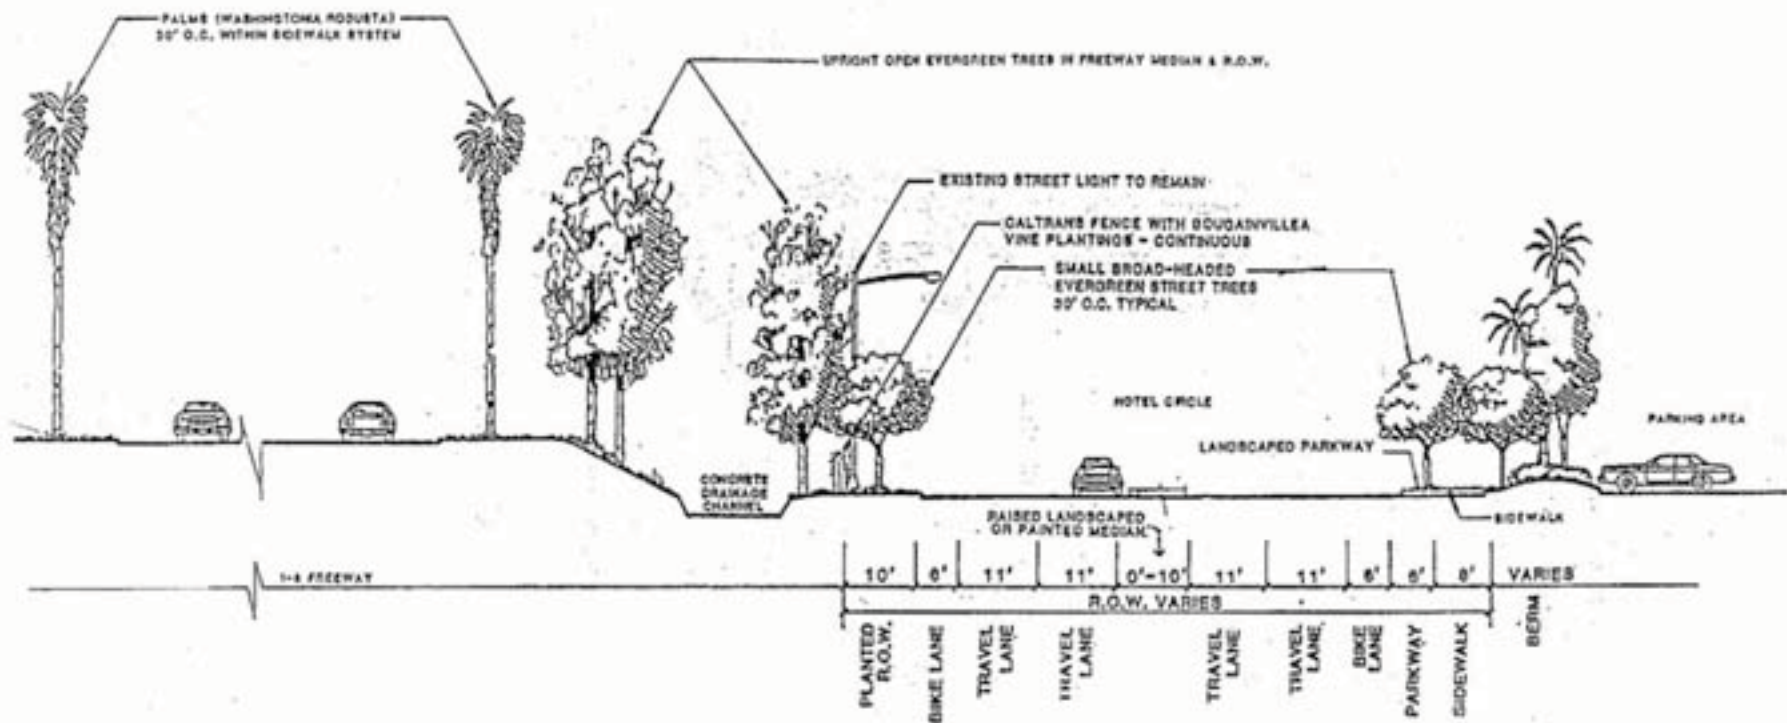 PALMS (WASHINGTONIA ROBUSTA)
30' O.C. WITHIN SIDEWALK SYSTEM
UPRIGHT OPEN EVERGREEN TREES IN FREEWAY MEDIAN & R.O.W.
EXISTING STREET LIGHT TO REMAIN
CALTRANS FENCE WITH BOUGAINVILLEA
VINE PLANTINGS - CONTINUOUS
SMALL BROAD-HEADED
EVERGREEN STREET TREES
30' O.C. TYPICAL
HOTEL CIRCLE
PARKING AREA
LANDSCAPED PARKWAY
CONCRETE
DRAINAGE
CHANNEL
RAISED LANDSCAPED
OR PAINTED MEDIAN
SIDEWALK
I-8 FREEWAY
10' 6' 11' 11' 0'-10' 11' 11' 6' 6' 8' VARIES
R.O.W. VARIES
PLANTED
R.O.W.
BIKE LANE
TRAVEL
LANE
TRAVEL
LANE
TRAVEL
LANE
TRAVEL
LANE
BIKE
LANE
PARKWAY
SIDEWALK
BERM